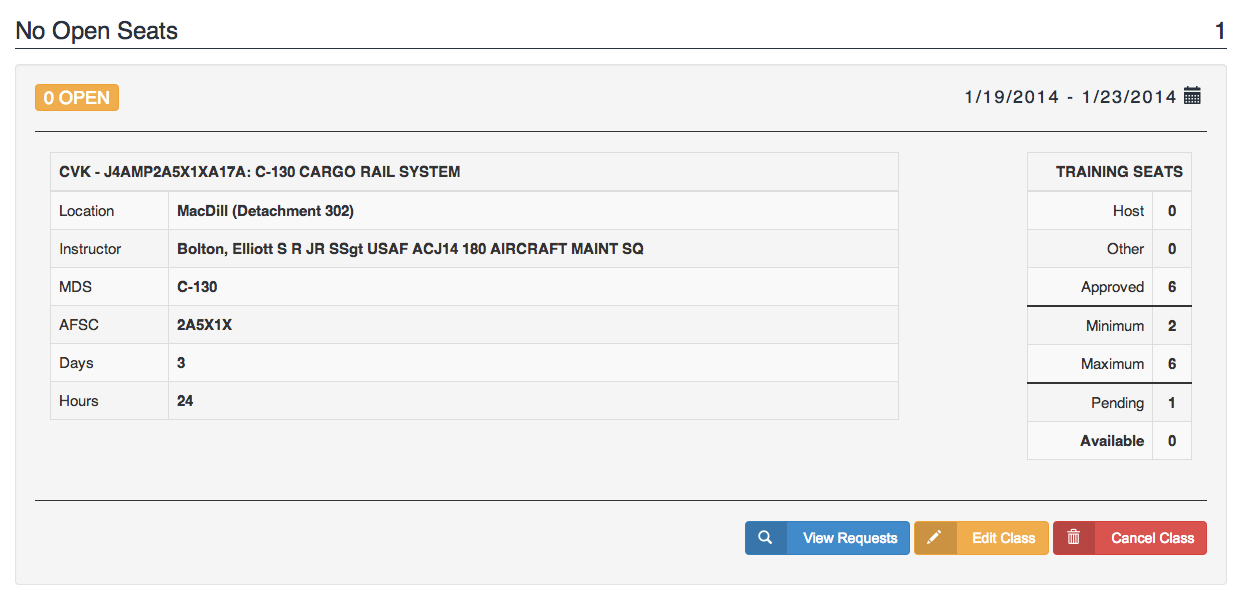 No Open Seats 1
0 OPEN 1/19/2014 - 1/23/2014
CVK - J4AMP2A5X1XA17A: C-130 CARGO RAIL SYSTEM
Location MacDill (Detachment 302)
Instructor Bolton, Elliott S R JR SSgt USAF ACJ14 180 AIRCRAFT MAINT SQ
MDS C-130
AFSC 2A5X1X
Days 3
Hours 24
TRAINING SEATS
Host 0
Other 0
Approved 6
Minimum 2
Maximum 6
Pending 1
Available 0
View Requests Edit Class Cancel Class